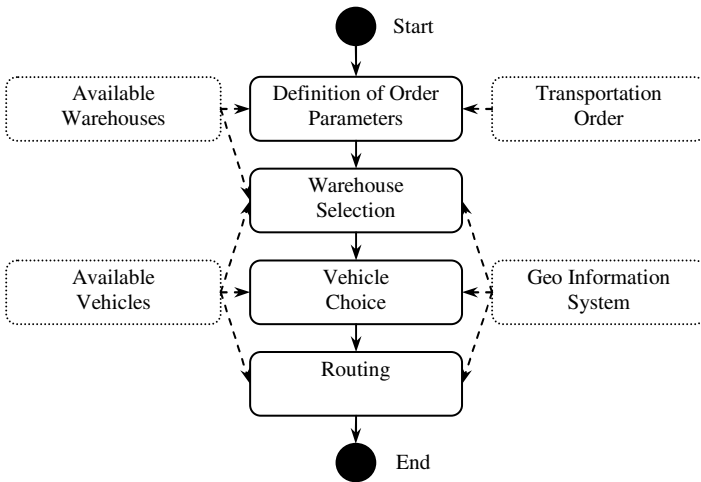 Start
Available
Warehouses
Definition of Order
Parameters
Transportation
Order
Warehouse
Selection
Available
Vehicles
Vehicle
Choice
Geo Information
System
Routing
End